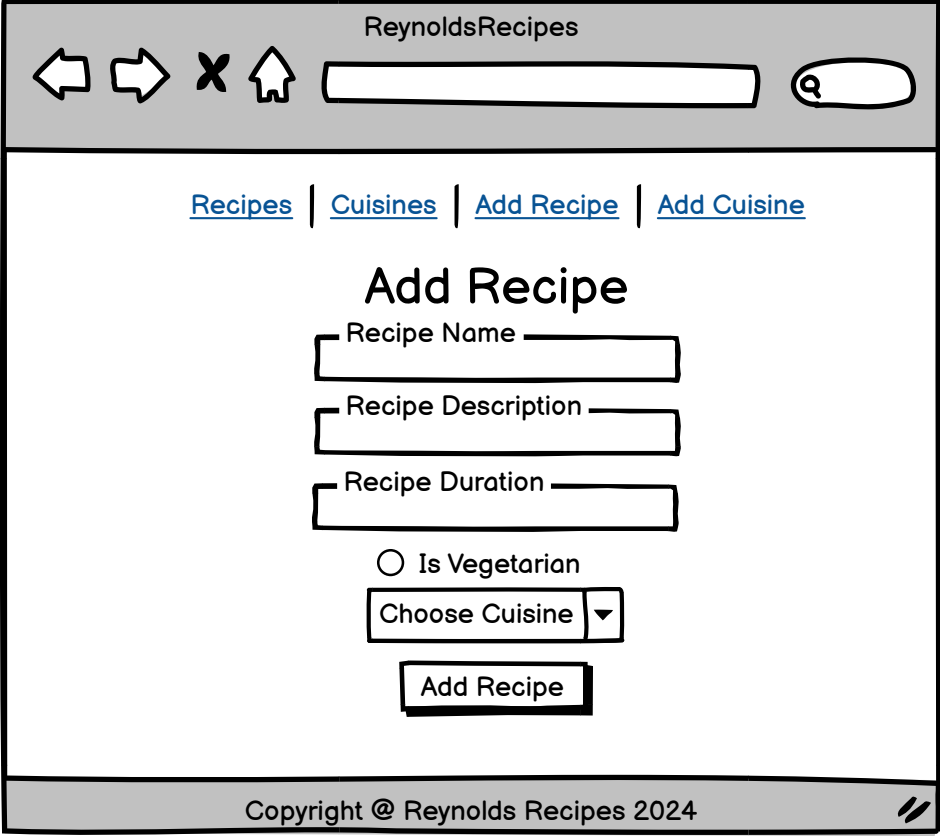 ReynoldsRecipes
Recipes Cuisines Add Recipe Add Cuisine
Add Recipe
Recipe Name
Recipe Description
Recipe Duration
Is Vegetarian
Choose Cuisine
Add Recipe
Copyright @ Reynolds Recipes 2024